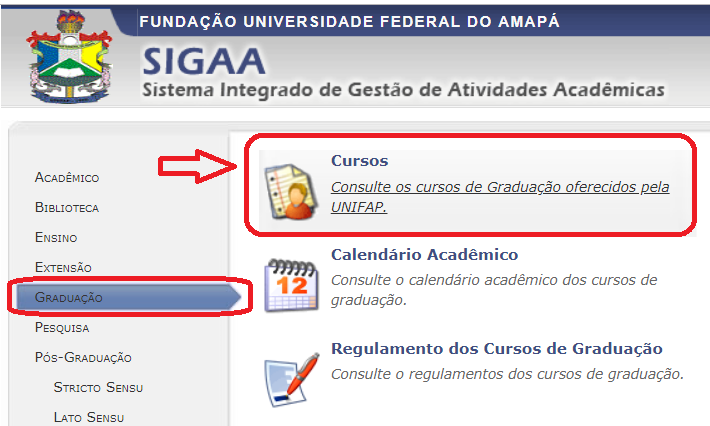 FUNDAÇÃO UNIVERSIDADE FEDERAL DO AMAPÁ
SIGAA
Sistema Integrado de Gestão de Atividades Acadêmicas
Acadêmico
Biblioteca
Ensino
Extensão
Graduação
Pesquisa
Pós-Graduação
Stricto Sensu
Lato Sensu
Cursos
Consulte os cursos de Graduação oferecidos pela
UNIFAP.
12
Calendário Acadêmico
Consulte o calendário acadêmico dos cursos de
graduação.
Regulamento dos Cursos de Graduação
Consulte o regulamentos dos cursos de graduação.